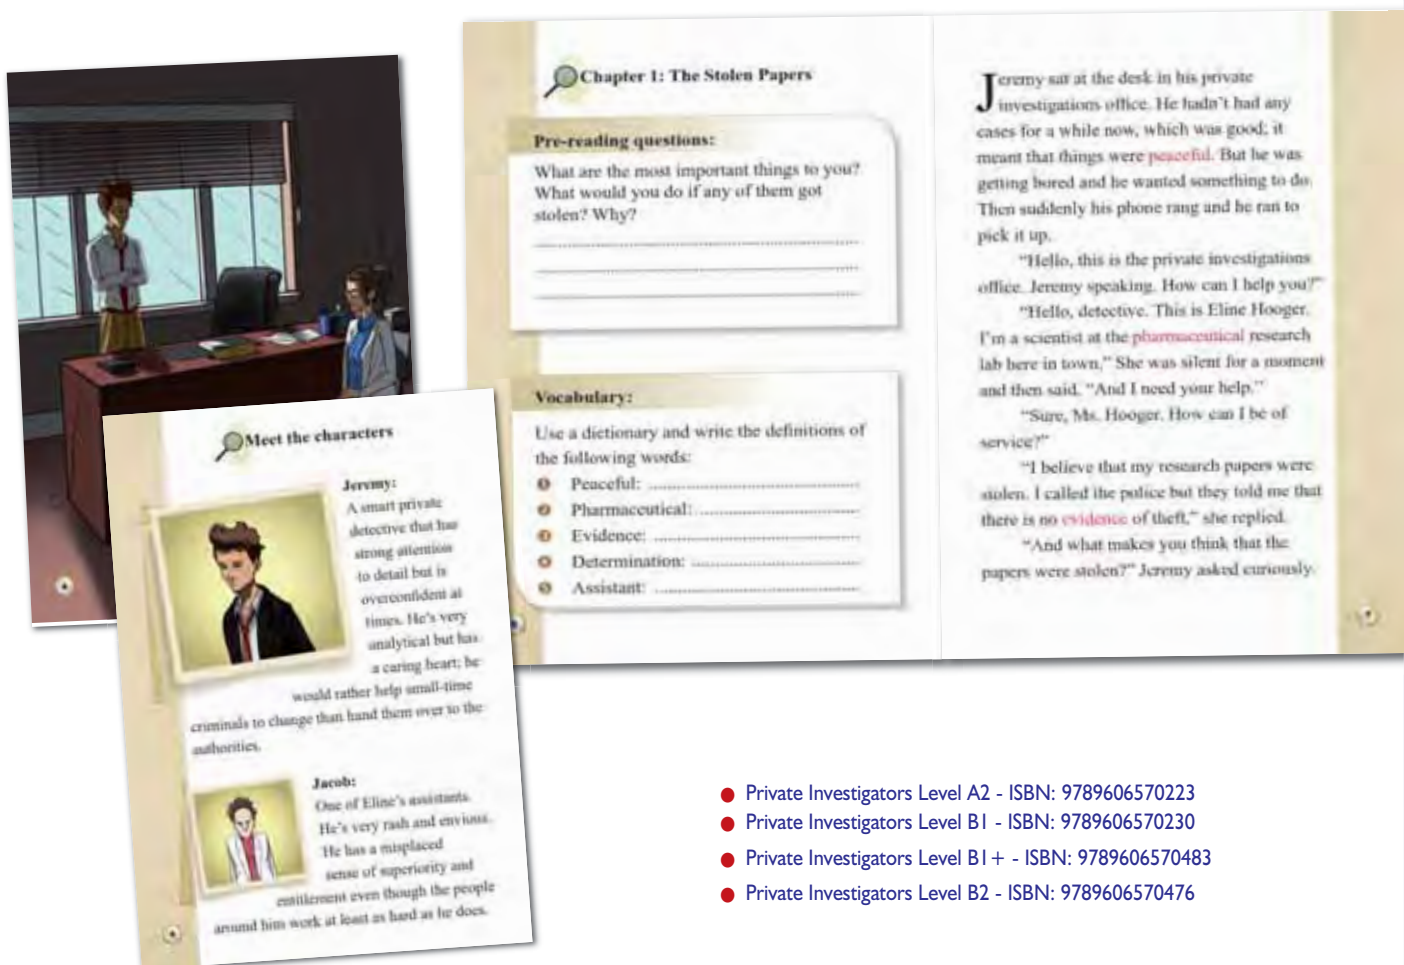 Chapter 1: The Stolen Papers
Pre-reading questions:
What are the most important things to you?
What would you do if any of them got
stolen? Why?
Vocabulary:
Use a dictionary and write the definitions of
the following words:
1 Peaceful:
2 Pharmaceutical:
3 Evidence:
4 Determination:
5 Assistant:
Jeremy sat at the desk in his private
investigations office. He hadn't had any
cases for a while now, which was good; it
meant that things were peaceful. But he was
getting bored and he wanted something to do.
Then suddenly his phone rang and he ran to
pick it up.
"Hello, this is the private investigations
office. Jeremy speaking. How can I help you?"
"Hello, detective. This is Eline Hooger.
I'm a scientist at the pharmaceutical research
lab here in town," She was silent for a moment
and then said, "And I need your help."
"Sure, Ms. Hooger. How can I be of
service?"
"I believe that my research papers were
stolen. I called the police but they told me that
there is no evidence of theft," she replied.
"And what makes you think that the
papers were stolen?" Jeremy asked curiously.
Meet the characters
Jeremy:
A smart private
detective that has
strong attention
to detail but is
overconfident at
times. He's very
analytical but has
a caring heart; he
would rather help small-time
criminals to change than hand them over to the
authorities.
Jacob:
One of Eline's assistants.
He's very rash and envious.
He has a misplaced
sense of superiority and
entitlement even though the people
around him work at least as hard as he does.
Private Investigators Level A2 - ISBN: 9789606570223
Private Investigators Level B1 - ISBN: 9789606570230
Private Investigators Level B1+ - ISBN: 9789606570483
Private Investigators Level B2 - ISBN: 9789606570476